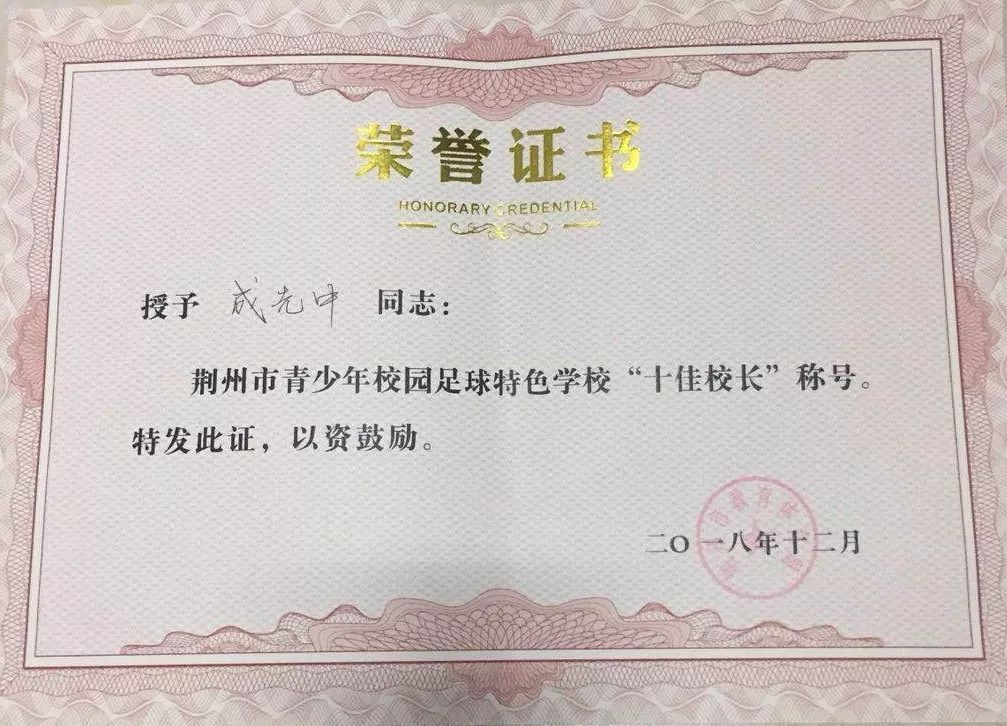 荣誉证书
HONORARY CREDENTIAL
授予 成先中 同志：
荆州市青少年校园足球特色学校“十佳校长”称号。
特发此证，以资鼓励。
二〇一八年十二月